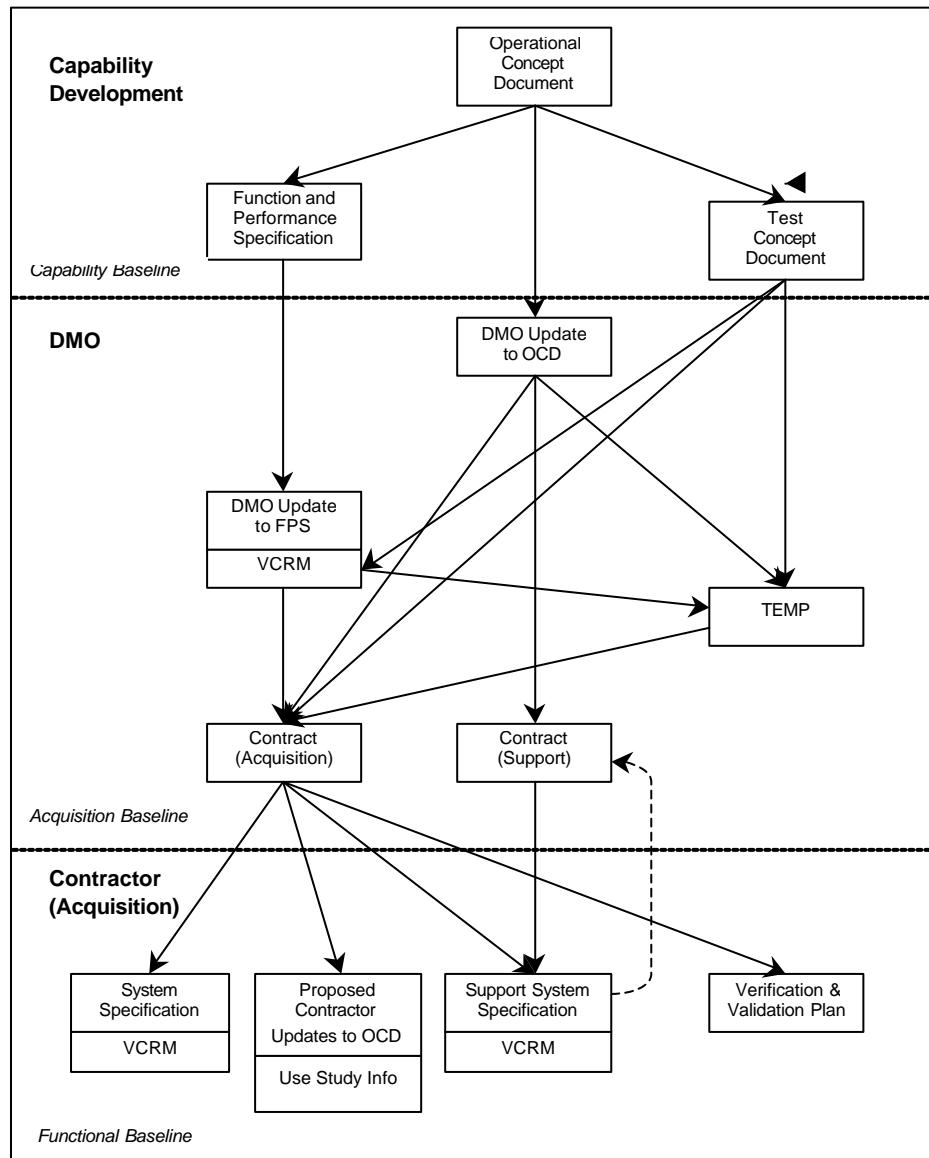 Capability
Development
Operational
Concept
Document
Function and
Performance
Specification
Test
Concept
Document
Capability Baseline
DMO
DMO Update
to OCD
DMO Update
to FPS
VCRM
TEMP
Contract
(Acquisition)
Contract
(Support)
Acquisition Baseline
Contractor
(Acquisition)
System
Specification
VCRM
Proposed
Contractor
Updates to OCD
Use Study Info
Support System
Specification
VCRM
Verification &
Validation Plan
Functional Baseline